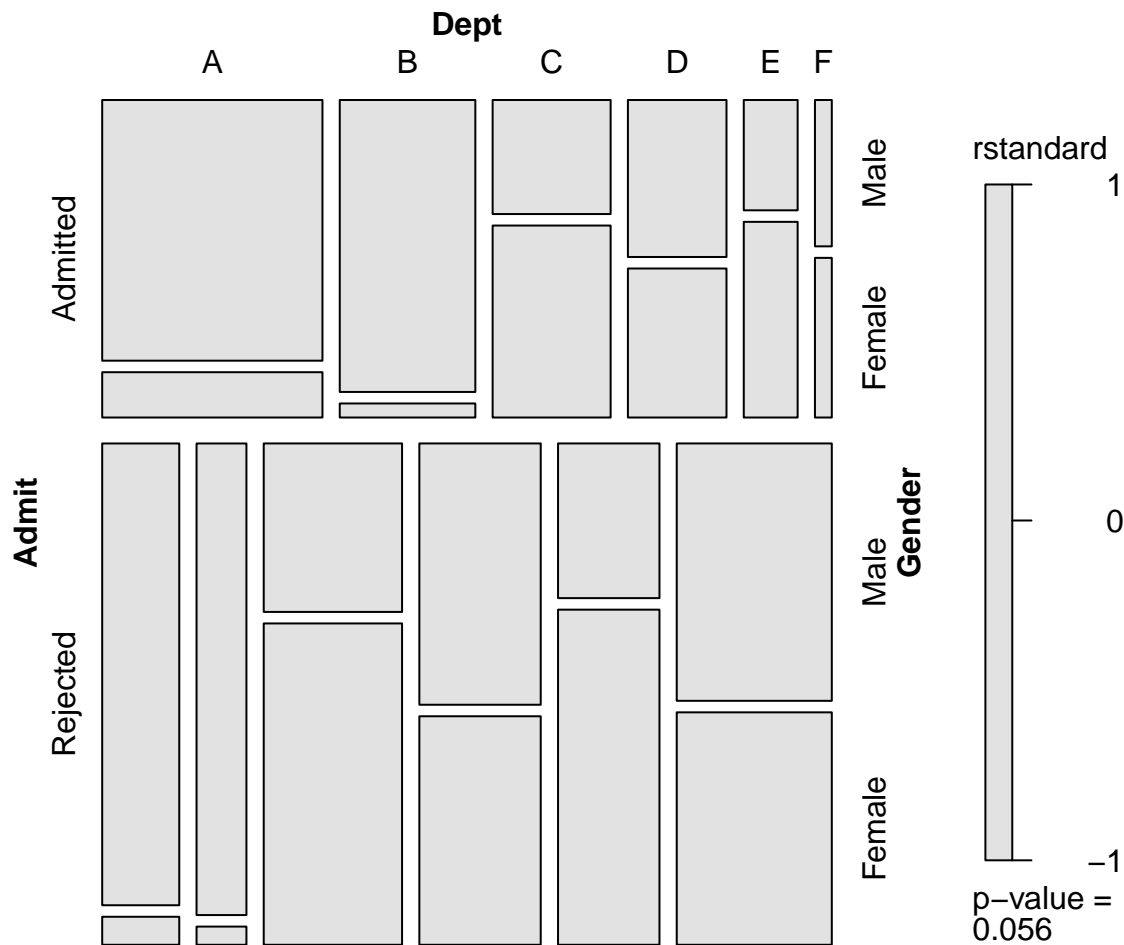 Dept
A B C D E F
Admit
Admitted
Rejected
Male
Female
Male
Female
Gender
rstandard
1
0
−1
p−value =
0.056